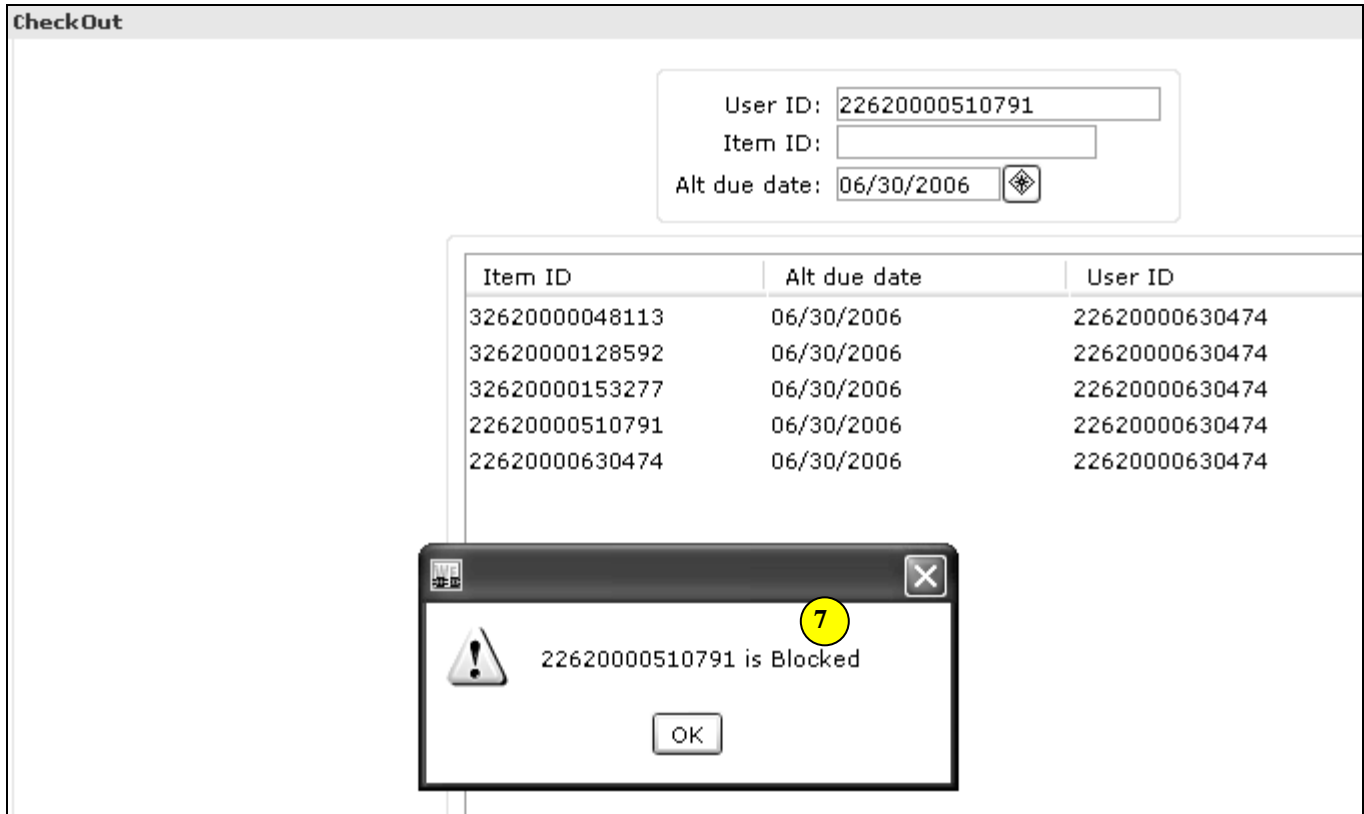 CheckOut
User ID: 22620000510791
Item ID:
Alt due date: 06/30/2006
Item ID Alt due date User ID
32620000048113 06/30/2006 22620000630474
32620000128592 06/30/2006 22620000630474
32620000153277 06/30/2006 22620000630474
22620000510791 06/30/2006 22620000630474
22620000630474 06/30/2006 22620000630474
7
22620000510791 is Blocked
OK